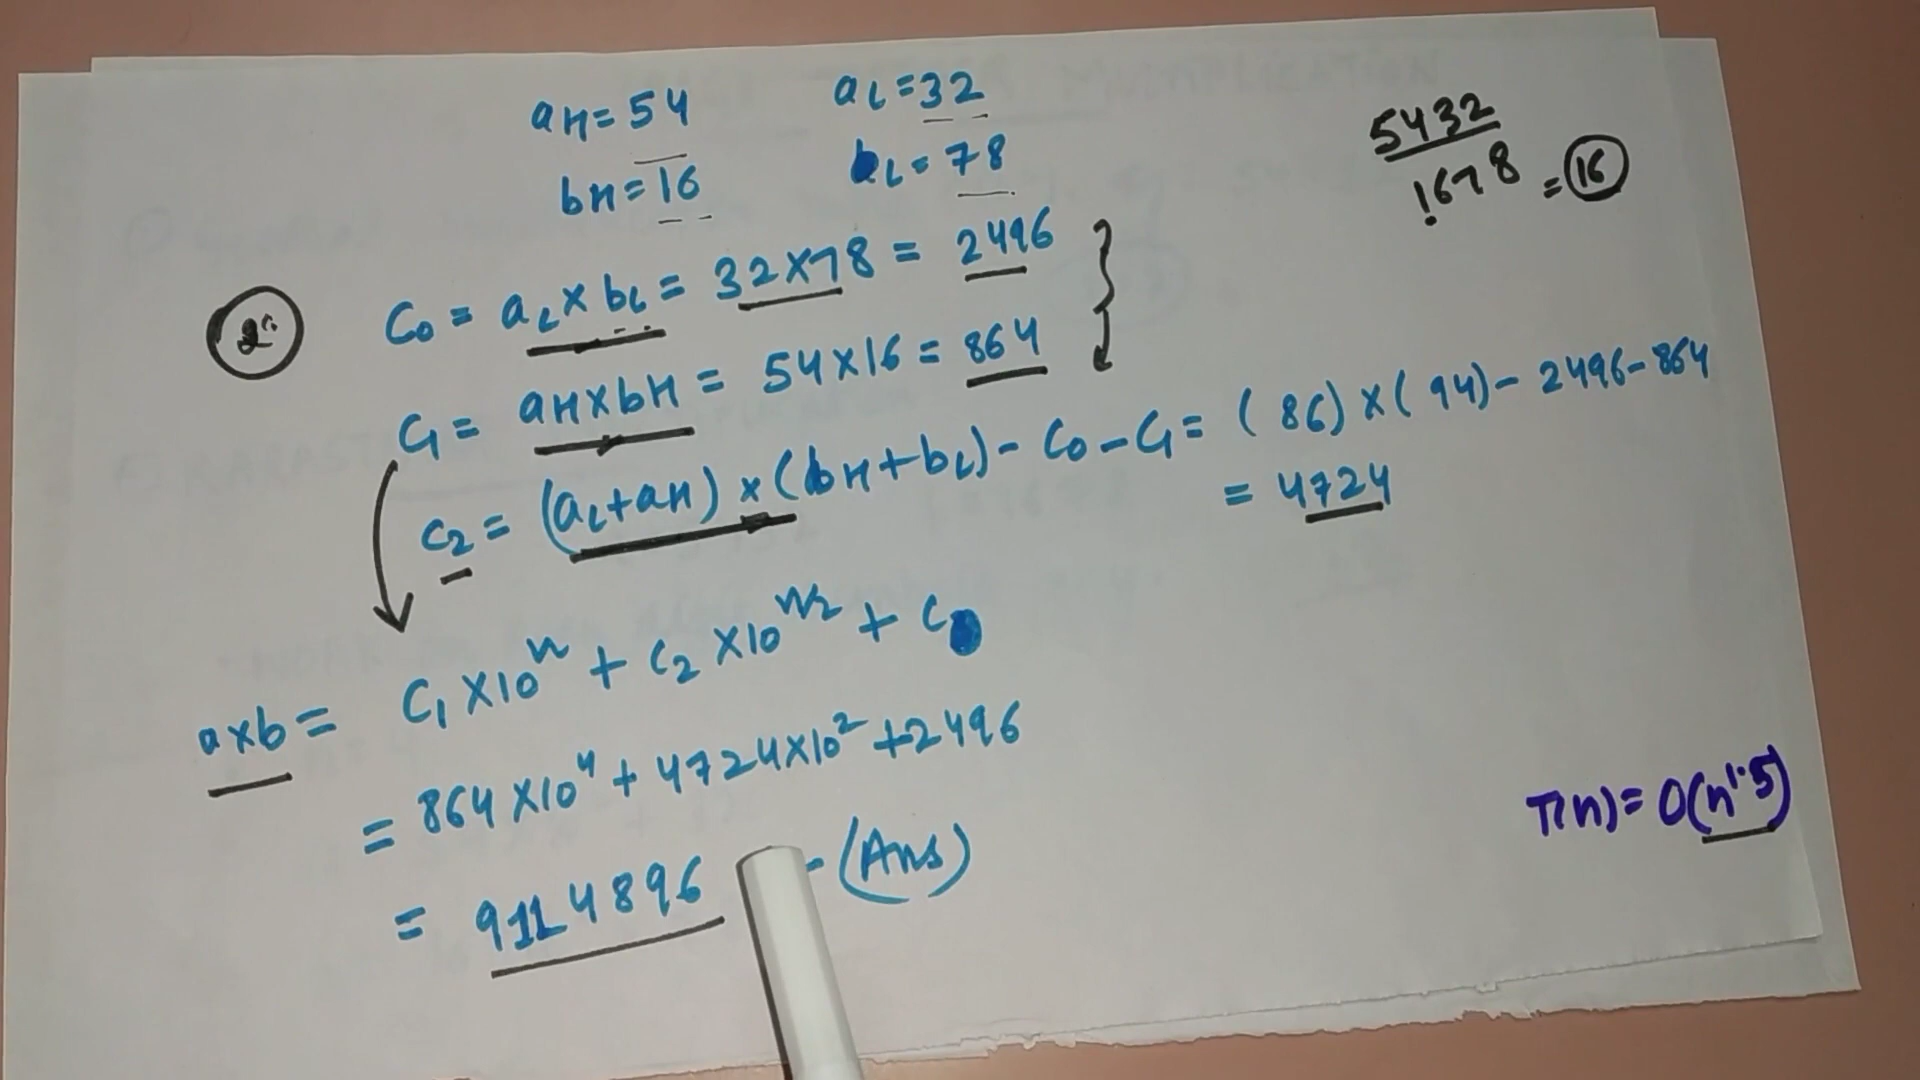 aH=54 aL=32
bH=16 bL=78
5432
1678 =16
2
C0 = aL×bL = 32×78 = 2496
C1 = aH×bH = 54×16 = 864
C2 = (aL+aH)×(bH+bL)-C0-C1= (86)×(94)-2496-864
= 4724
a×b= C1×10^n + C2×10^n/2 + C0
= 864×10^4 + 4724×10^2 +2496
= 9114896 -(Ans)
T(n)= O(n^1.5)